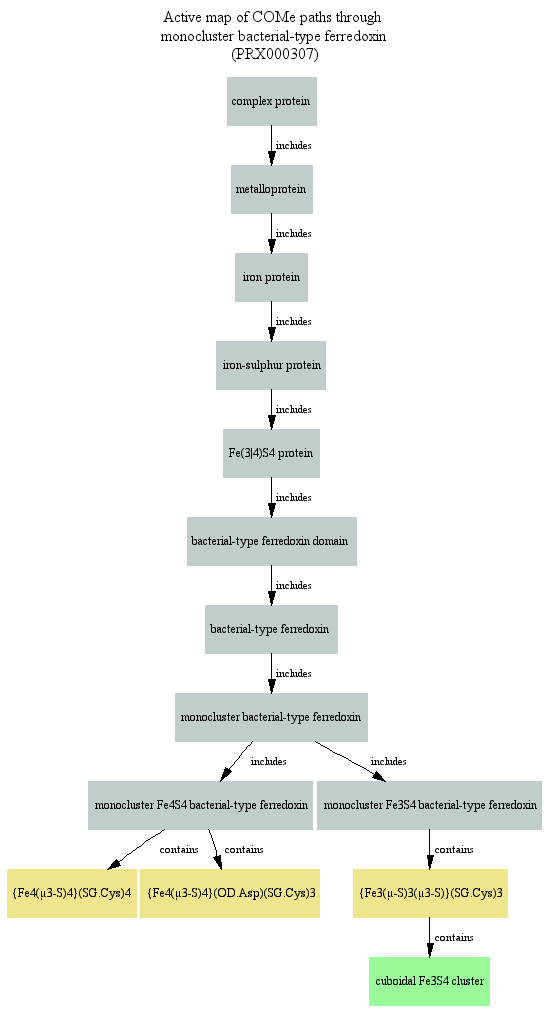 Active map of COMe paths through
monocluster bacterial-type ferredoxin
(PRX000307)
complex protein
includes
metalloprotein
includes
iron protein
includes
iron-sulphur protein
includes
Fe(3|4)S4 protein
includes
bacterial-type ferredoxin domain
includes
bacterial-type ferredoxin
includes
monocluster bacterial-type ferredoxin
includes
includes
monocluster Fe4S4 bacterial-type ferredoxin
monocluster Fe3S4 bacterial-type ferredoxin
contains
contains
contains
{Fe4(μ3-S)4}(SG.Cys)4
{Fe4(μ3-S)4}(OD.Asp)(SG.Cys)3
{Fe3(μ-S)3(μ3-S)}(SG.Cys)3
contains
cuboidal Fe3S4 cluster